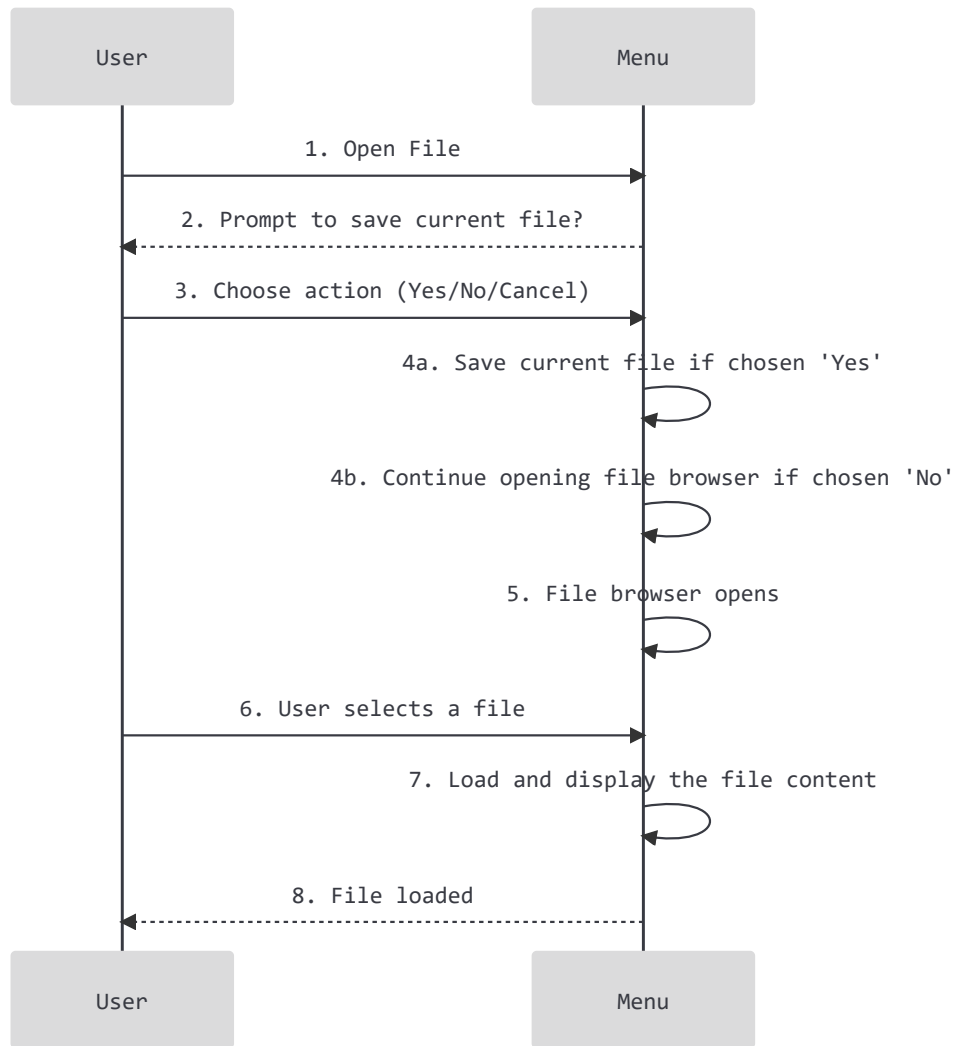 User
Menu
1. Open File
2. Prompt to save current file?
3. Choose action (Yes/No/Cancel)
4a. Save current file if chosen 'Yes'
4b. Continue opening file browser if chosen 'No'
5. File browser opens
6. User selects a file
7. Load and display the file content
8. File loaded
User
Menu